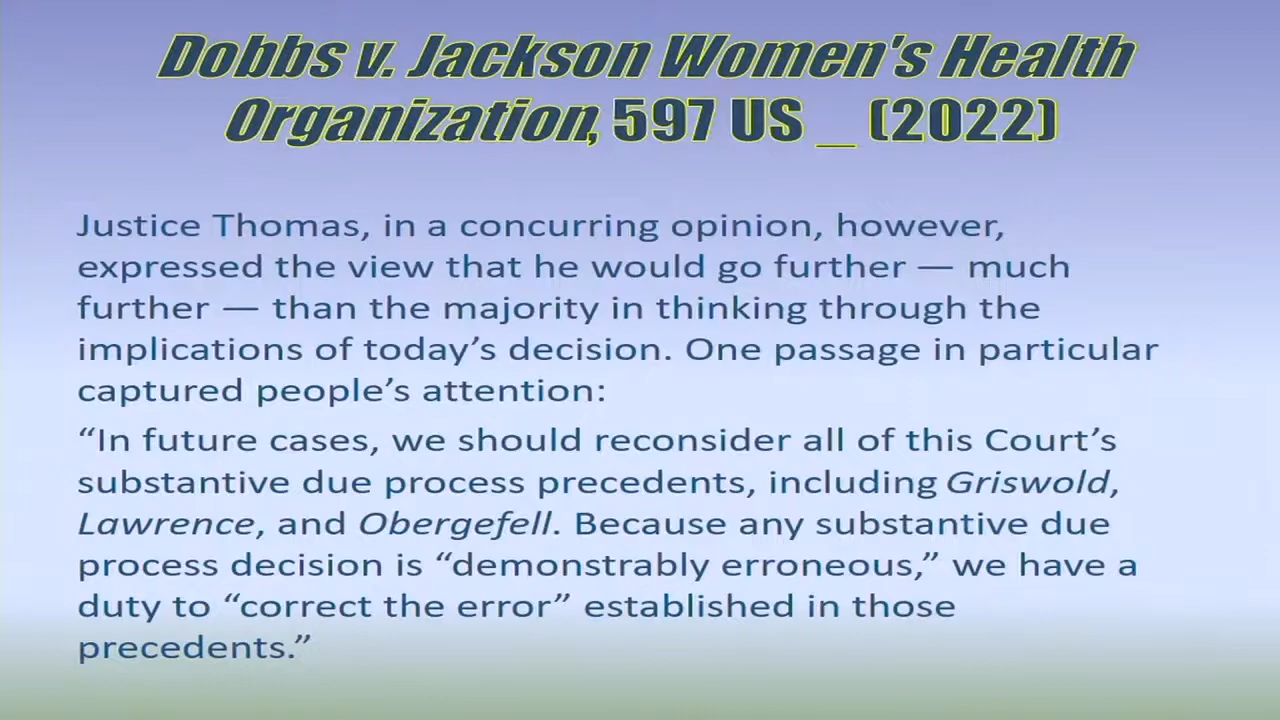 Dobbs v. Jackson Women's Health
Organization, 597 US _ (2022)
Justice Thomas, in a concurring opinion, however,
expressed the view that he would go further — much
further — than the majority in thinking through the
implications of today’s decision. One passage in particular
captured people’s attention:
“In future cases, we should reconsider all of this Court’s
substantive due process precedents, including Griswold,
Lawrence, and Obergefell. Because any substantive due
process decision is “demonstrably erroneous,” we have a
duty to “correct the error” established in those
precedents.”